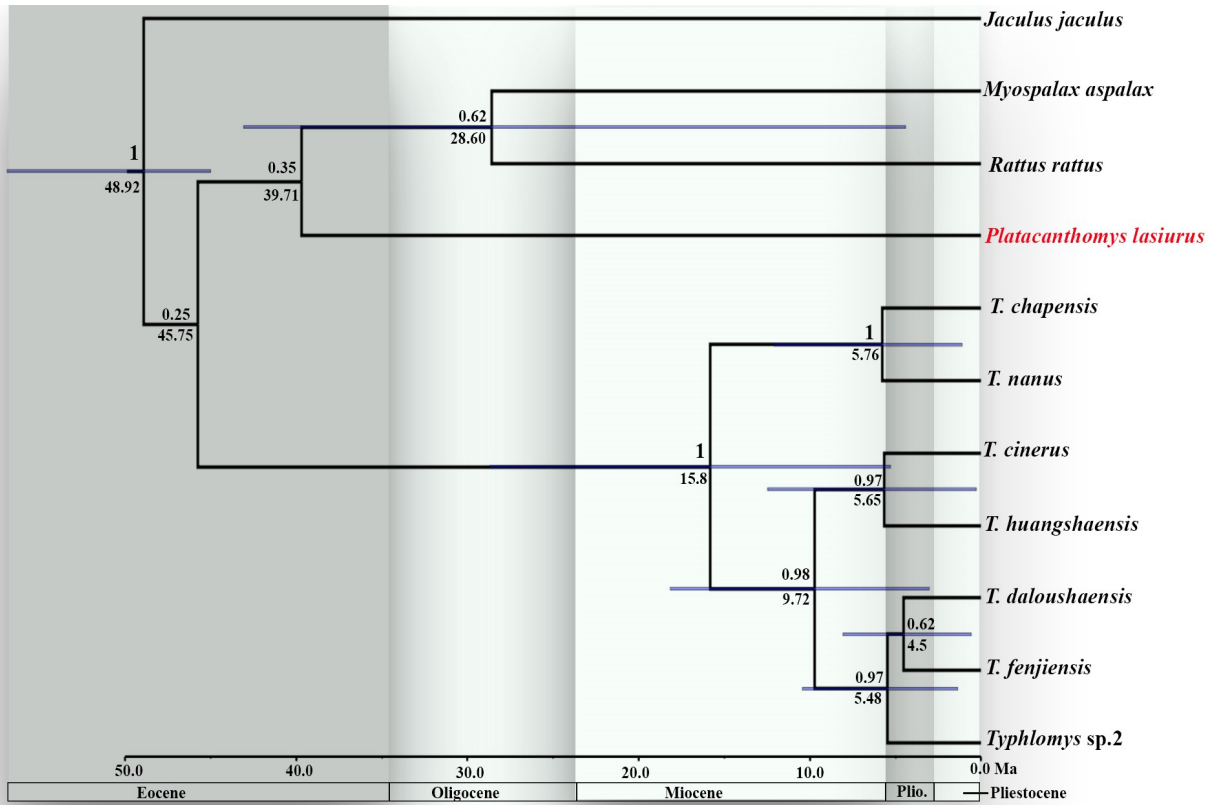 Jaculus jaculus
Myospalax aspalax
0.62
28.60
1
48.92
0.35
39.71
Rattus rattus
Platacanthomys lasiurus
0.25
45.75
T. chapensis
1
5.76
T. nanus
1
15.8
T. cinerus
0.97
5.65
T. huangshaensis
0.98
9.72
T. daloushaensis
0.62
4.5
T. fenjiensis
0.97
5.48
Typhlomys sp.2
50.0 40.0 30.0 20.0 10.0 0.0 Ma
Eocene Oligocene Miocene Plio. Pliestocene